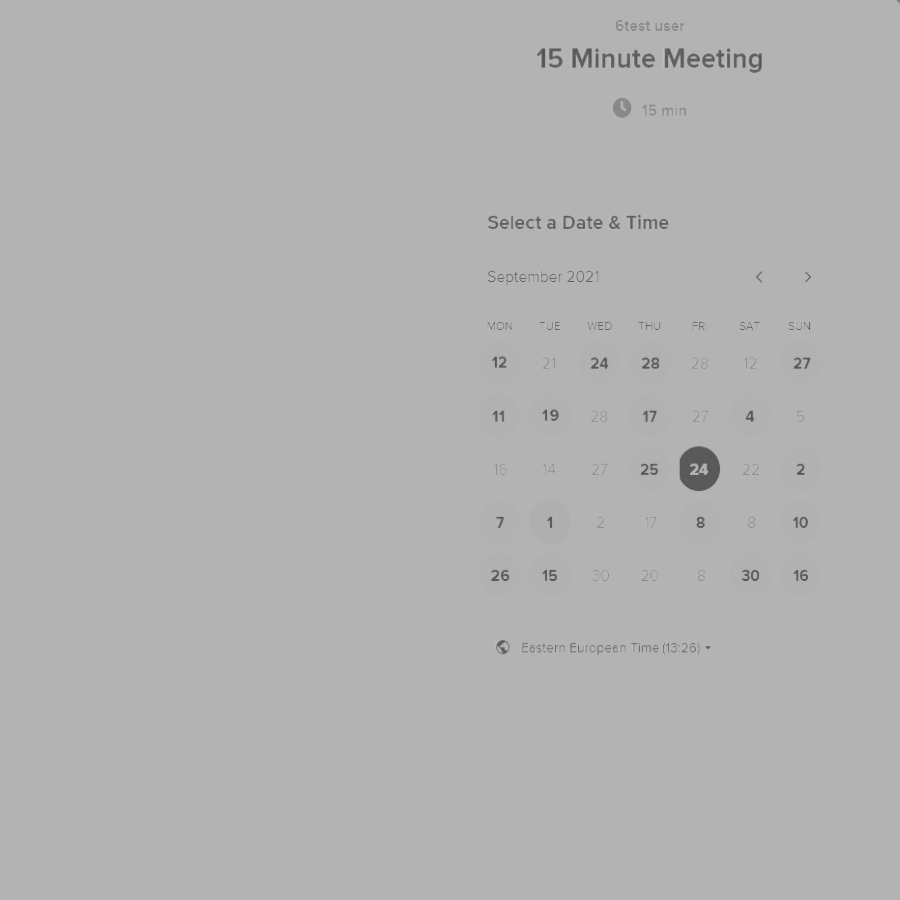 6test user
15 Minute Meeting
15 min
Select a Date & Time
September 2021
MON TUE WED THU FRI SAT SUN
12 21 24 28 28 12 27
11 19 28 17 27 4 5
16 14 27 25 24 22 2
7 1 2 17 8 8 10
26 15 30 20 8 30 16
Eastern European Time (13:26)